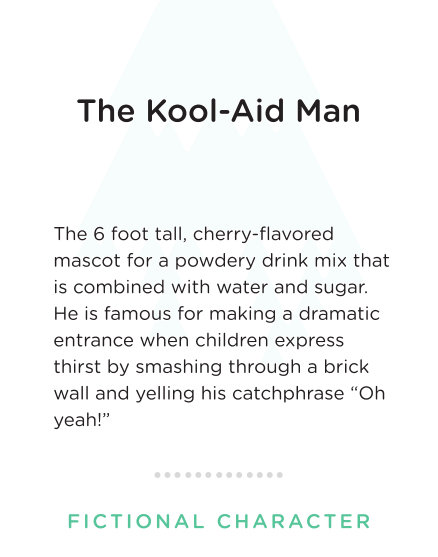 The Kool-Aid Man
The 6 foot tall, cherry-flavored
mascot for a powdery drink mix that
is combined with water and sugar.
He is famous for making a dramatic
entrance when children express
thirst by smashing through a brick
wall and yelling his catchphrase “Oh
yeah!”
FICTIONAL CHARACTER